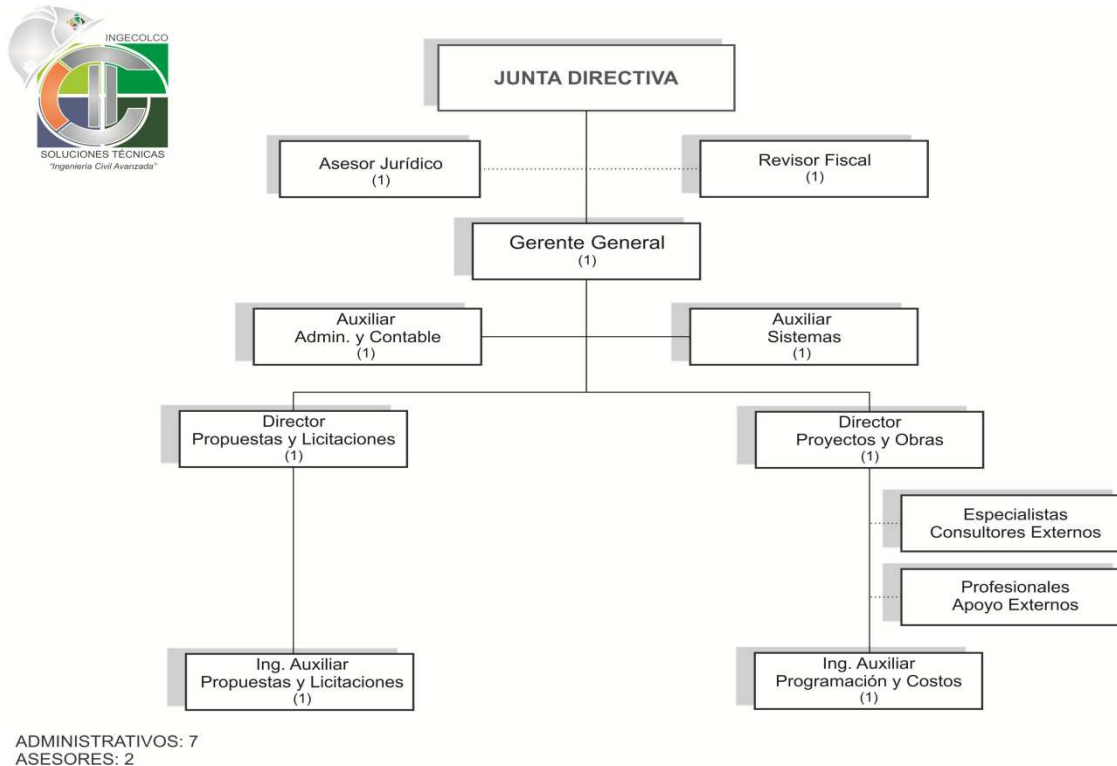 INGECOLCO
SOLUCIONES TÉCNICAS
"Ingeniería Civil Avanzada"
JUNTA DIRECTIVA
Asesor Jurídico
(1)
Revisor Fiscal
(1)
Gerente General
(1)
Auxiliar
Admin. y Contable
(1)
Auxiliar
Sistemas
(1)
Director
Propuestas y Licitaciones
(1)
Director
Proyectos y Obras
(1)
Especialistas
Consultores Externos
Profesionales
Apoyo Externos
Ing. Auxiliar
Propuestas y Licitaciones
(1)
Ing. Auxiliar
Programación y Costos
(1)
ADMINISTRATIVOS: 7
ASESORES: 2